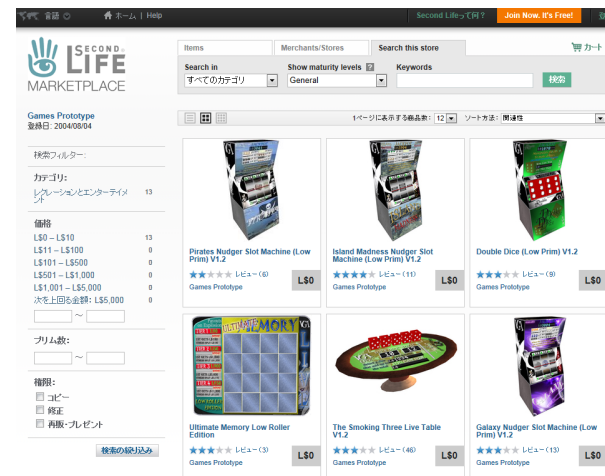 言語
ホーム | Help
Second Lifeって何?
Join Now. It's Free!
SECOND
LIFE
MARKETPLACE
Items
Merchants/Stores
Search this store
カート
Search in
Show maturity levels ?
Keywords
すべてのカテゴリ
General
検索
Games Prototype
登録日: 2004/08/04
1ページに表示する商品数: 12
ソート方法: 関連性
検索フィルター:
カテゴリ:
レクレーションとエンターテイメント 13
価格
L$0 – L$10 13
L$11 – L$100 0
L$101 – L$500 0
L$501 – L$1,000 0
L$1,001 – L$5,000 0
次を上回る金額: L$5,000 0
~
プリム数:
~
権限:
コピー
修正
再販・プレゼント
検索の絞り込み
Pirates Nudger Slot Machine (Low
Prim) V1.2
レビュー(6)
Games Prototype
L$0
Island Madness Nudger Slot
Machine (Low Prim) V1.2
レビュー(11)
Games Prototype
L$0
Double Dice (Low Prim) V1.2
レビュー(9)
Games Prototype
L$0
ULTIMATE MEMORY
Ultimate Memory Low Roller
Edition
レビュー(3)
Games Prototype
L$0
The Smoking Three Live Table
V1.2
レビュー(46)
Games Prototype
L$0
Galaxy Nudger Slot Machine (Low
Prim) V1.2
レビュー(13)
Games Prototype
L$0